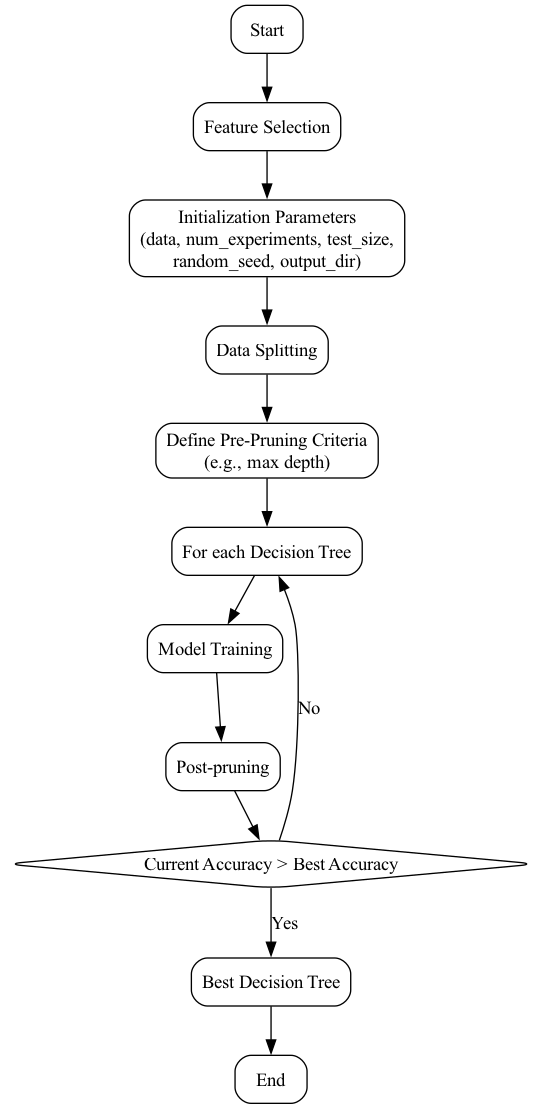 Start
Feature Selection
Initialization Parameters
(data, num_experiments, test_size,
random_seed, output_dir)
Data Splitting
Define Pre-Pruning Criteria
(e.g., max depth)
For each Decision Tree
Model Training
No
Post-pruning
Current Accuracy > Best Accuracy
Yes
Best Decision Tree
End